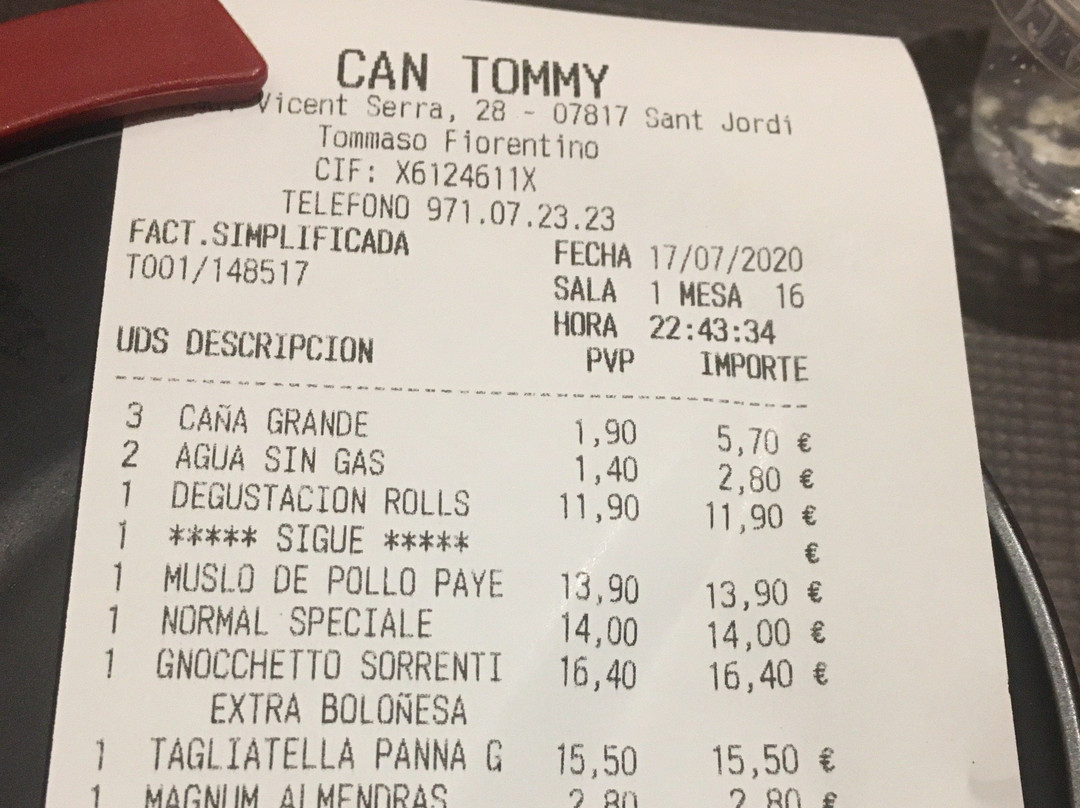 CAN TOMMY
Vicent Serra, 28 - 07817 Sant Jordi
Tommaso Fiorentino
CIF: X6124611X
TELEFONO 971.07.23.23
FACT.SIMPLIFICADA FECHA 17/07/2020
T001/148517 SALA 1 MESA 16
HORA 22:43:34
UDS DESCRIPCION PVP IMPORTE
3 CAÑA GRANDE 1,90 5,70 €
2 AGUA SIN GAS 1,40 2,80 €
1 DEGUSTACION ROLLS 11,90 11,90 €
1 ***** SIGUE ***** €
1 MUSLO DE POLLO PAYE 13,90 13,90 €
1 NORMAL SPECIALE 14,00 14,00 €
1 GNOCCHETTO SORRENTI 16,40 16,40 €
EXTRA BOLOÑESA
1 TAGLIATELLA PANNA G 15,50 15,50 €
1 MAGNUM ALMENDRAS 2,80 2,80 €